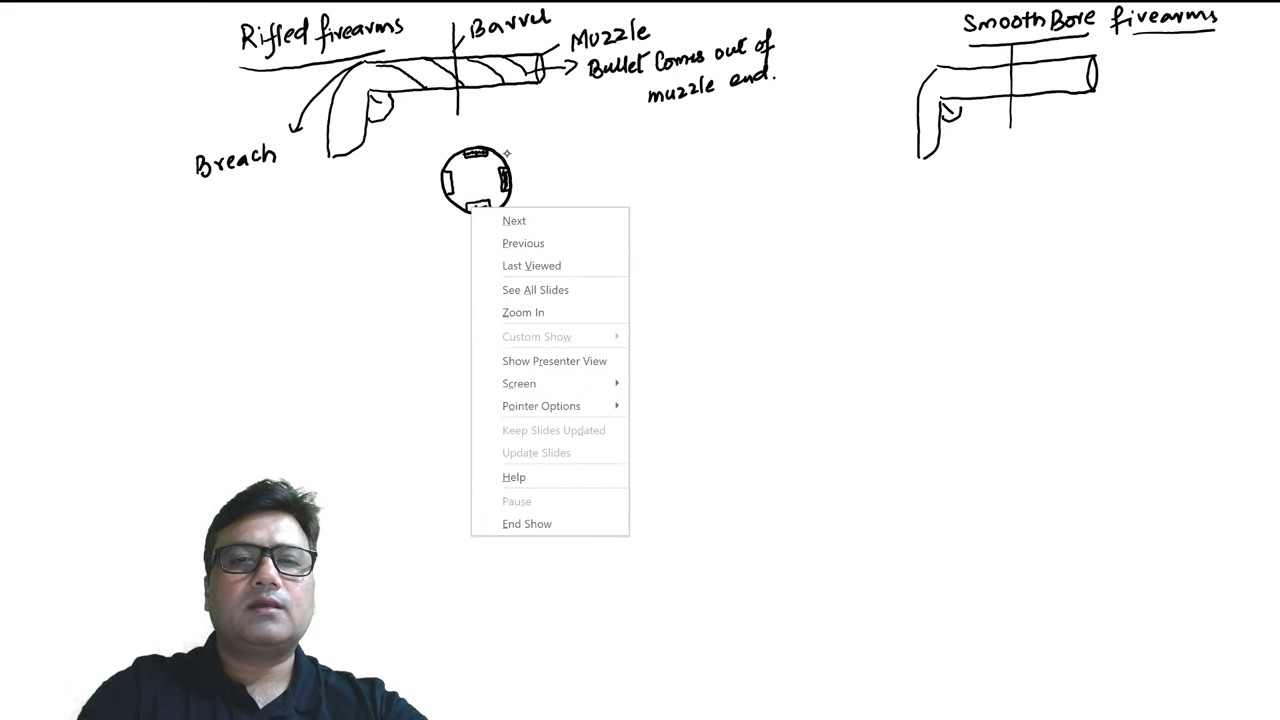 Rifled firearms
Barrel
Muzzle
Bullet Comes out of
muzzle end.
Breach
Smooth Bore firearms
Next
Previous
Last Viewed
See All Slides
Zoom In
Custom Show
Show Presenter View
Screen
Pointer Options
Keep Slides Updated
Update Slides
Help
Pause
End Show